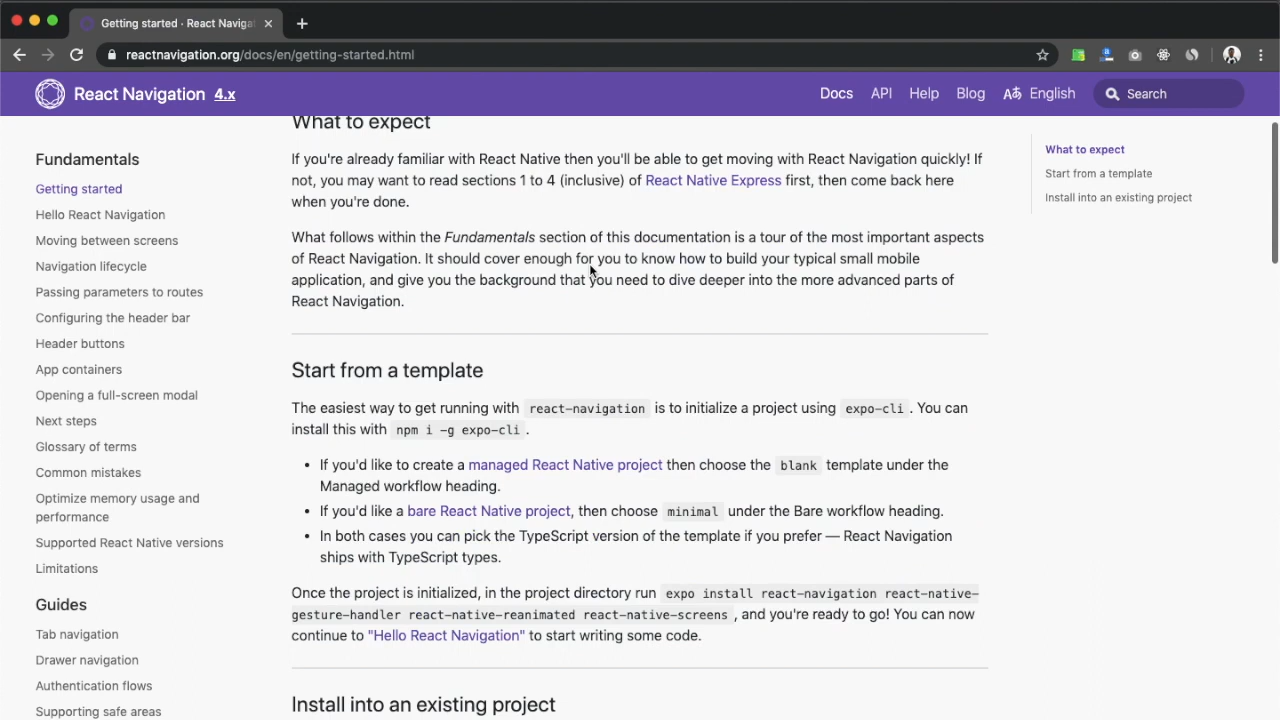 Getting started · React Naviga
reactnavigation.org/docs/en/getting-started.html
React Navigation 4.x
Docs API Help Blog English Search
Fundamentals
Getting started
Hello React Navigation
Moving between screens
Navigation lifecycle
Passing parameters to routes
Configuring the header bar
Header buttons
App containers
Opening a full-screen modal
Next steps
Glossary of terms
Common mistakes
Optimize memory usage and
performance
Supported React Native versions
Limitations
Guides
Tab navigation
Drawer navigation
Authentication flows
Supporting safe areas
What to expect
If you're already familiar with React Native then you'll be able to get moving with React Navigation quickly! If
not, you may want to read sections 1 to 4 (inclusive) of React Native Express first, then come back here
when you're done.
What follows within the Fundamentals section of this documentation is a tour of the most important aspects
of React Navigation. It should cover enough for you to know how to build your typical small mobile
application, and give you the background that you need to dive deeper into the more advanced parts of
React Navigation.
Start from a template
The easiest way to get running with react-navigation is to initialize a project using expo-cli. You can
install this with npm i -g expo-cli.
• If you'd like to create a managed React Native project then choose the blank template under the
Managed workflow heading.
• If you'd like a bare React Native project, then choose minimal under the Bare workflow heading.
• In both cases you can pick the TypeScript version of the template if you prefer — React Navigation
ships with TypeScript types.
Once the project is initialized, in the project directory run expo install react-navigation react-native-
gesture-handler react-native-reanimated react-native-screens, and you're ready to go! You can now
continue to "Hello React Navigation" to start writing some code.
Install into an existing project
What to expect
Start from a template
Install into an existing project